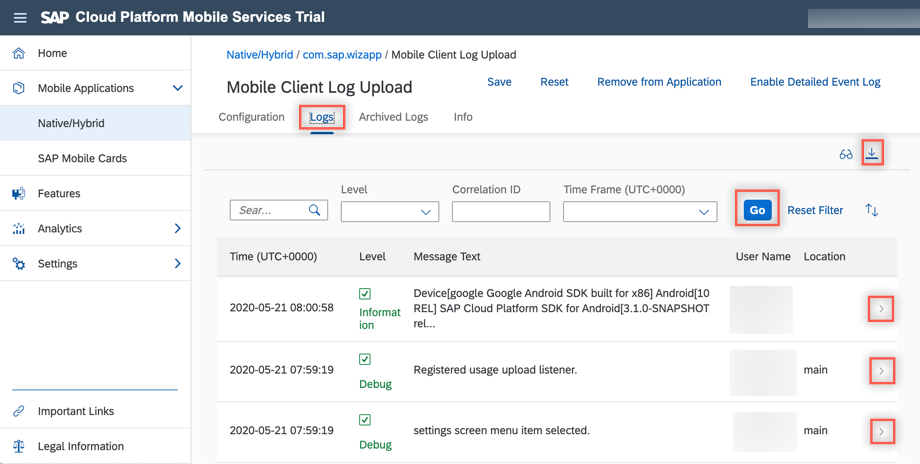 SAP Cloud Platform Mobile Services Trial
Home
Mobile Applications
Native/Hybrid
SAP Mobile Cards
Features
Analytics
Settings
Important Links
Legal Information
Native/Hybrid / com.sap.wizapp / Mobile Client Log Upload
Mobile Client Log Upload
Save Reset Remove from Application Enable Detailed Event Log
Configuration Logs Archived Logs Info
Level Correlation ID Time Frame (UTC+0000)
Sear... Go Reset Filter
Time (UTC+0000) Level Message Text User Name Location
2020-05-21 08:00:58
Informat
ion
Device[google Google Android SDK built for x86] Android[10
REL] SAP Cloud Platform SDK for Android[3.1.0-SNAPSHOT
rel...
2020-05-21 07:59:19 Debug Registered usage upload listener. main
2020-05-21 07:59:19 Debug settings screen menu item selected. main